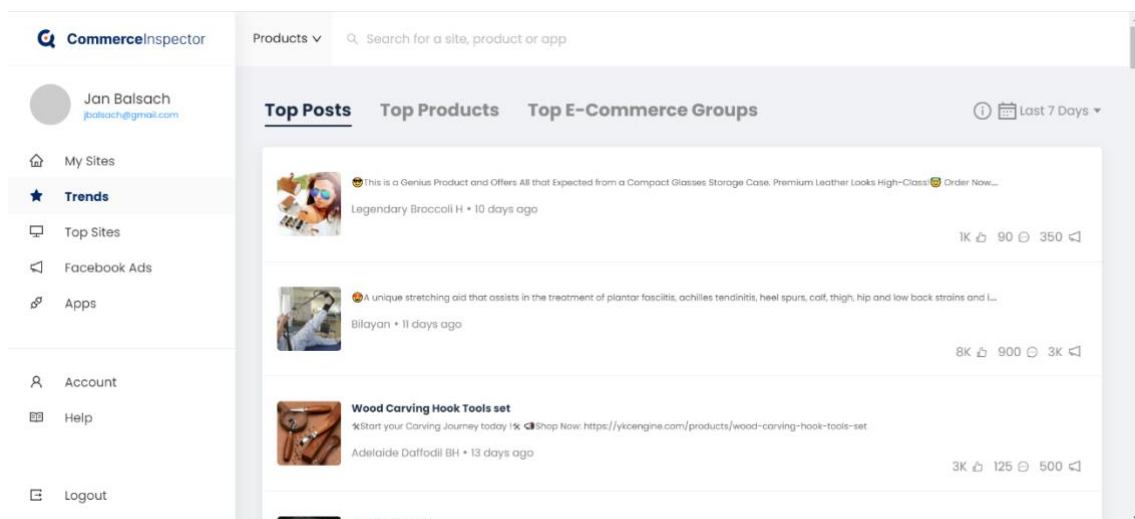 CommerceInspector
Products
Search for a site, product or app
Jan Balsach
jbalsach@gmail.com
My Sites
Trends
Top Sites
Facebook Ads
Apps
Account
Help
Logout
Top Posts Top Products Top E-Commerce Groups
Last 7 Days
😎This is a Genius Product and Offers All that Expected from a Compact Glasses Storage Case. Premium Leather Looks High-Class!😇 Order Now....
Legendary Broccoli H • 10 days ago
1K 90 350
🤩A unique stretching aid that assists in the treatment of plantar fasciitis, achilles tendinitis, heel spurs, calf, thigh, hip and low back strains and i...
Bilayan • 11 days ago
8K 900 3K
Wood Carving Hook Tools set
🛠Start your Carving Journey today !🛠 📢Shop Now: https://ykcengine.com/products/wood-carving-hook-tools-set
Adelaide Daffodil BH • 13 days ago
3K 125 500